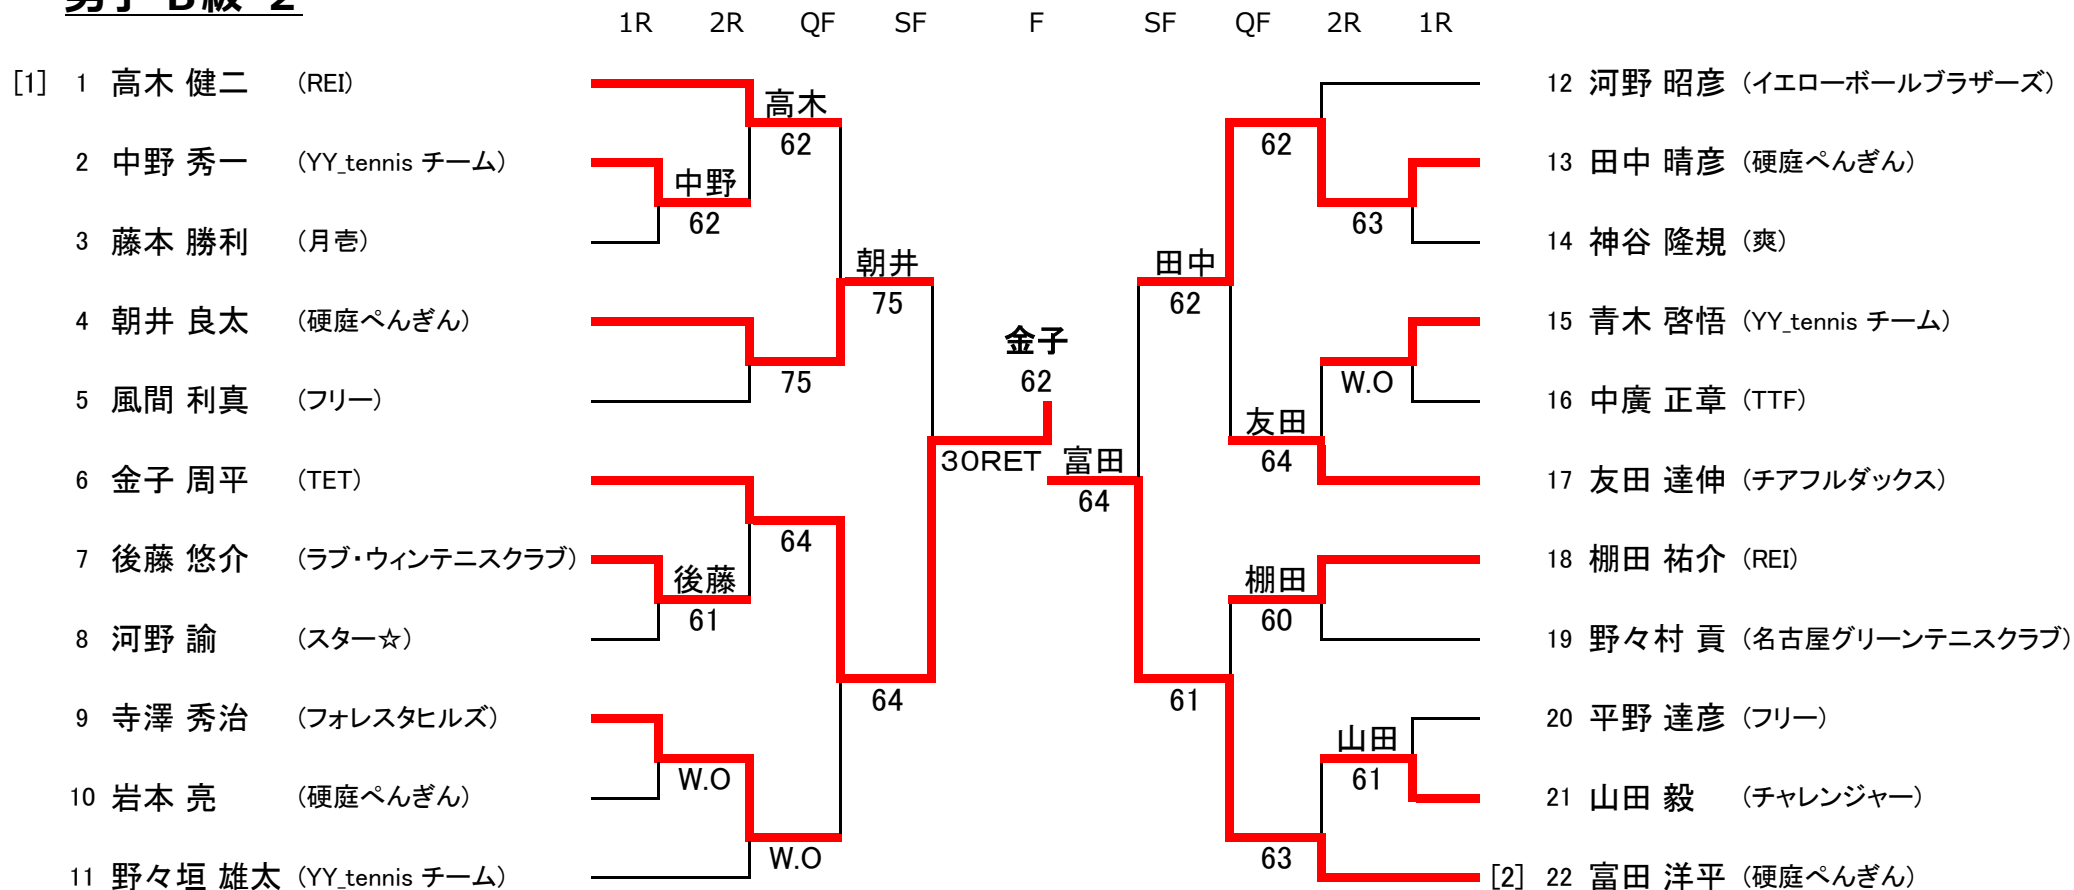 男子 B級 2
1R 2R QF SF F SF QF 2R 1R
[1] 1 高木 健二 (REI)
2 中野 秀一 (YY_tennis チーム)
3 藤本 勝利 (月壱)
4 朝井 良太 (硬庭ぺんぎん)
5 風間 利真 (フリー)
6 金子 周平 (TET)
7 後藤 悠介 (ラブ・ウィンテニスクラブ)
8 河野 諭 (スター☆)
9 寺澤 秀治 (フォレスタヒルズ)
10 岩本 亮 (硬庭ぺんぎん)
11 野々垣 雄太 (YY_tennis チーム)
中野
62
後藤
61
W.O
高木
62
75
64
W.O
朝井
75
64
30RET
金子
62
富田
64
田中
62
61
62
友田
64
棚田
60
63
63
W.O
山田
61
12 河野 昭彦 (イエローボールブラザーズ)
13 田中 晴彦 (硬庭ぺんぎん)
14 神谷 隆規 (爽)
15 青木 啓悟 (YY_tennis チーム)
16 中廣 正章 (TTF)
17 友田 達伸 (チアフルダックス)
18 棚田 祐介 (REI)
19 野々村 貢 (名古屋グリーンテニスクラブ)
20 平野 達彦 (フリー)
21 山田 毅 (チャレンジャー)
[2] 22 富田 洋平 (硬庭ぺんぎん)